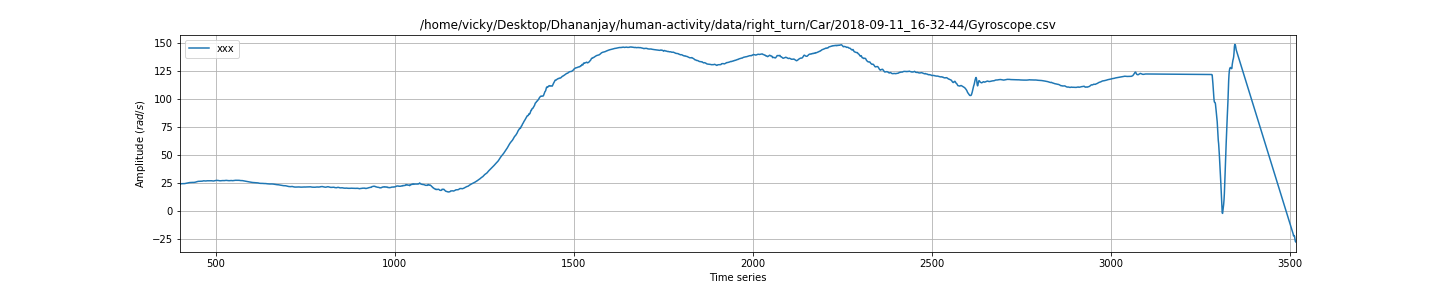 /home/vicky/Desktop/Dhananjay/human-activity/data/right_turn/Car/2018-09-11_16-32-44/Gyroscope.csv
xxx
Amplitude (rad/s)
150
125
100
75
50
25
0
−25
500 1000 1500 2000 2500 3000 3500
Time series